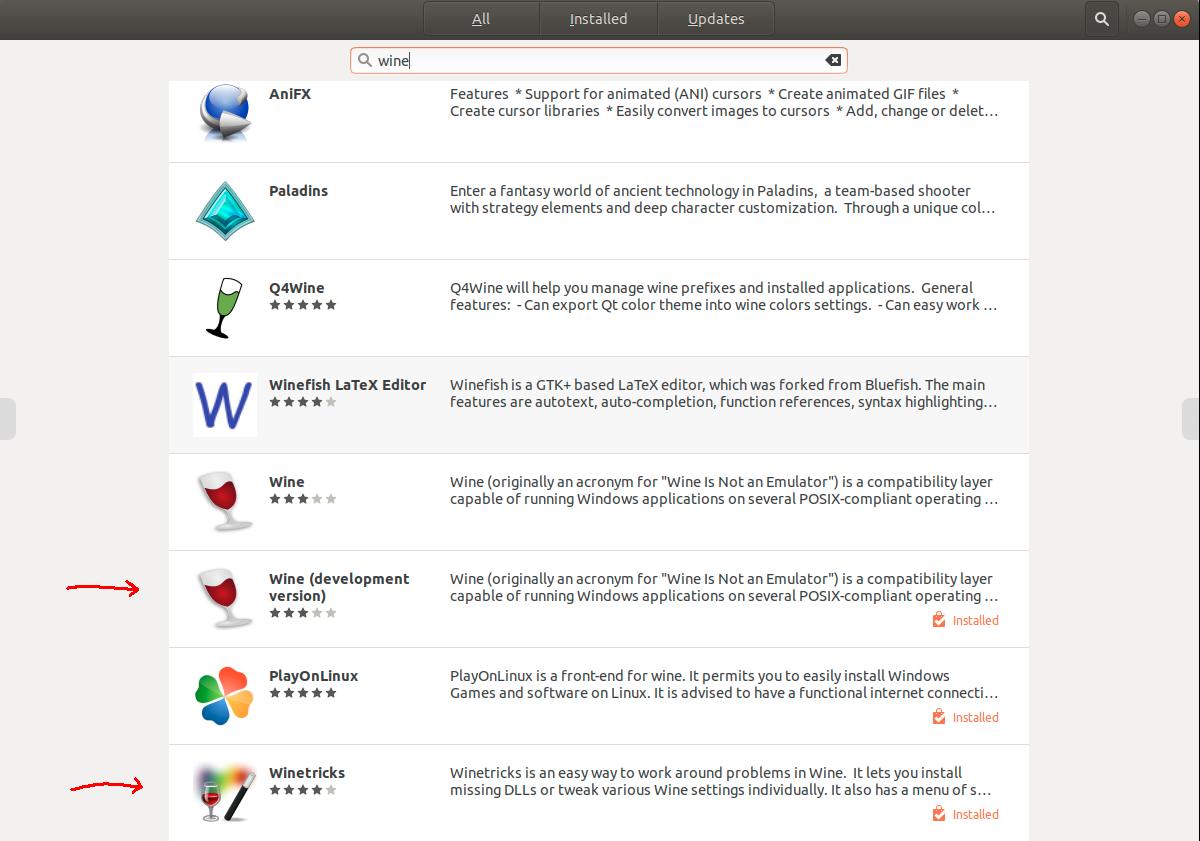 All Installed Updates
wine
AniFX
Features * Support for animated (ANI) cursors * Create animated GIF files *
Create cursor libraries * Easily convert images to cursors * Add, change or delet…
Paladins
Enter a fantasy world of ancient technology in Paladins, a team-based shooter
with strategy elements and deep character customization. Through a unique col…
Q4Wine
Q4Wine will help you manage wine prefixes and installed applications. General
features: - Can export Qt color theme into wine colors settings. - Can easy work …
Winefish LaTeX Editor
Winefish is a GTK+ based LaTeX editor, which was forked from Bluefish. The main
features are autotext, auto-completion, function references, syntax highlighting…
W
Wine
Wine (originally an acronym for "Wine Is Not an Emulator") is a compatibility layer
capable of running Windows applications on several POSIX-compliant operating …
Wine (development
version)
Wine (originally an acronym for "Wine Is Not an Emulator") is a compatibility layer
capable of running Windows applications on several POSIX-compliant operating …
Installed
PlayOnLinux
PlayOnLinux is a front-end for wine. It permits you to easily install Windows
Games and software on Linux. It is advised to have a functional internet connecti…
Installed
Winetricks
Winetricks is an easy way to work around problems in Wine. It lets you install
missing DLLs or tweak various Wine settings individually. It also has a menu of s…
Installed